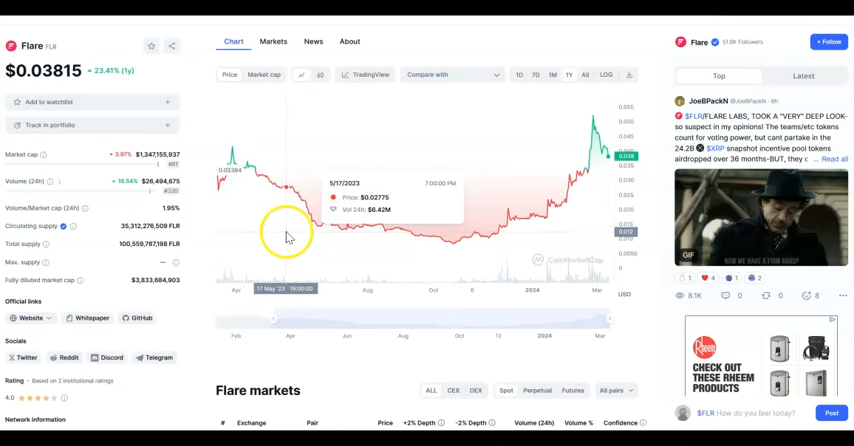 Flare FLR
$0.03815 ▲ 23.41% (1y)
Add to watchlist +
Track in portfolio +
Market cap ▼ 3.97% $1,347,155,937
#81
Volume (24h) ▲ 19.54% $26,494,675
#320
Volume/Market cap (24h) 1.95%
Circulating supply 35,312,276,509 FLR
Total supply 100,559,787,198 FLR
Max. supply --
Fully diluted market cap $3,833,684,903
Official links
Website Whitepaper GitHub
Socials
Twitter Reddit Discord Telegram
Rating · Based on 2 institutional ratings
4.0
Network information
Chart Markets News About
Price Market cap TradingView Compare with 1D 7D 1M 1Y All LOG
0.055
0.050
0.045
0.040
0.038
0.030
0.025
0.020
0.015
0.012
0.010
0.0050
0
USD
0.03384
5/17/2023 7:00:00 PM
Price: $0.02775
Vol 24h: $6.42M
CoinMarketCap
Apr 17 May '23 19:00:00 Aug Oct 6 2024 Mar
Feb Apr Jun Aug Oct 12 2024 Mar
Flare markets
ALL CEX DEX Spot Perpetual Futures All pairs
# Exchange Pair Price +2% Depth -2% Depth Volume (24h) Volume % Confidence
Flare 51.8K Followers + Follow
Top Latest
JoeBPackN @JoeBPackN · 6h
$FLR/FLARE LABS, TOOK A "VERY" DEEP LOOK-
so suspect in my opinions! The teams/etc tokens
count for voting power, but cant partake in the
24.2B $XRP snapshot incentive pool tokens
airdropped over 36 months-BUT, they c ... Read all
GIF
NOW WE HAVE A FIRM GRASP
1 4 1 2
8.1K 0 0 8
Rheem
CHECK OUT
THESE RHEEM
PRODUCTS
$FLR How do you feel today? Post